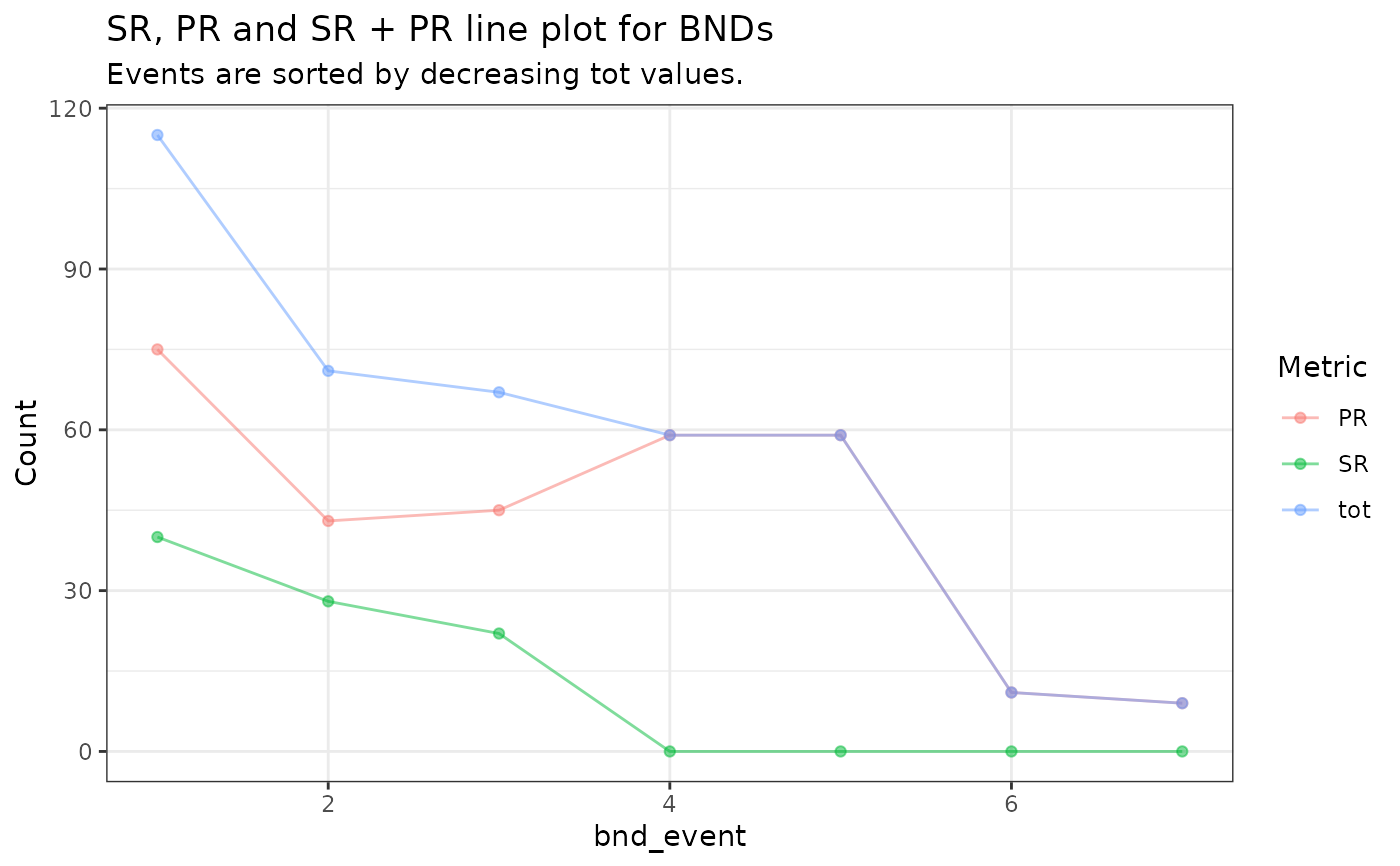 SR, PR and SR + PR line plot for BNDs
Events are sorted by decreasing tot values.
120
90
60
30
0
Count
2
4
6
bnd_event
Metric
PR
SR
tot